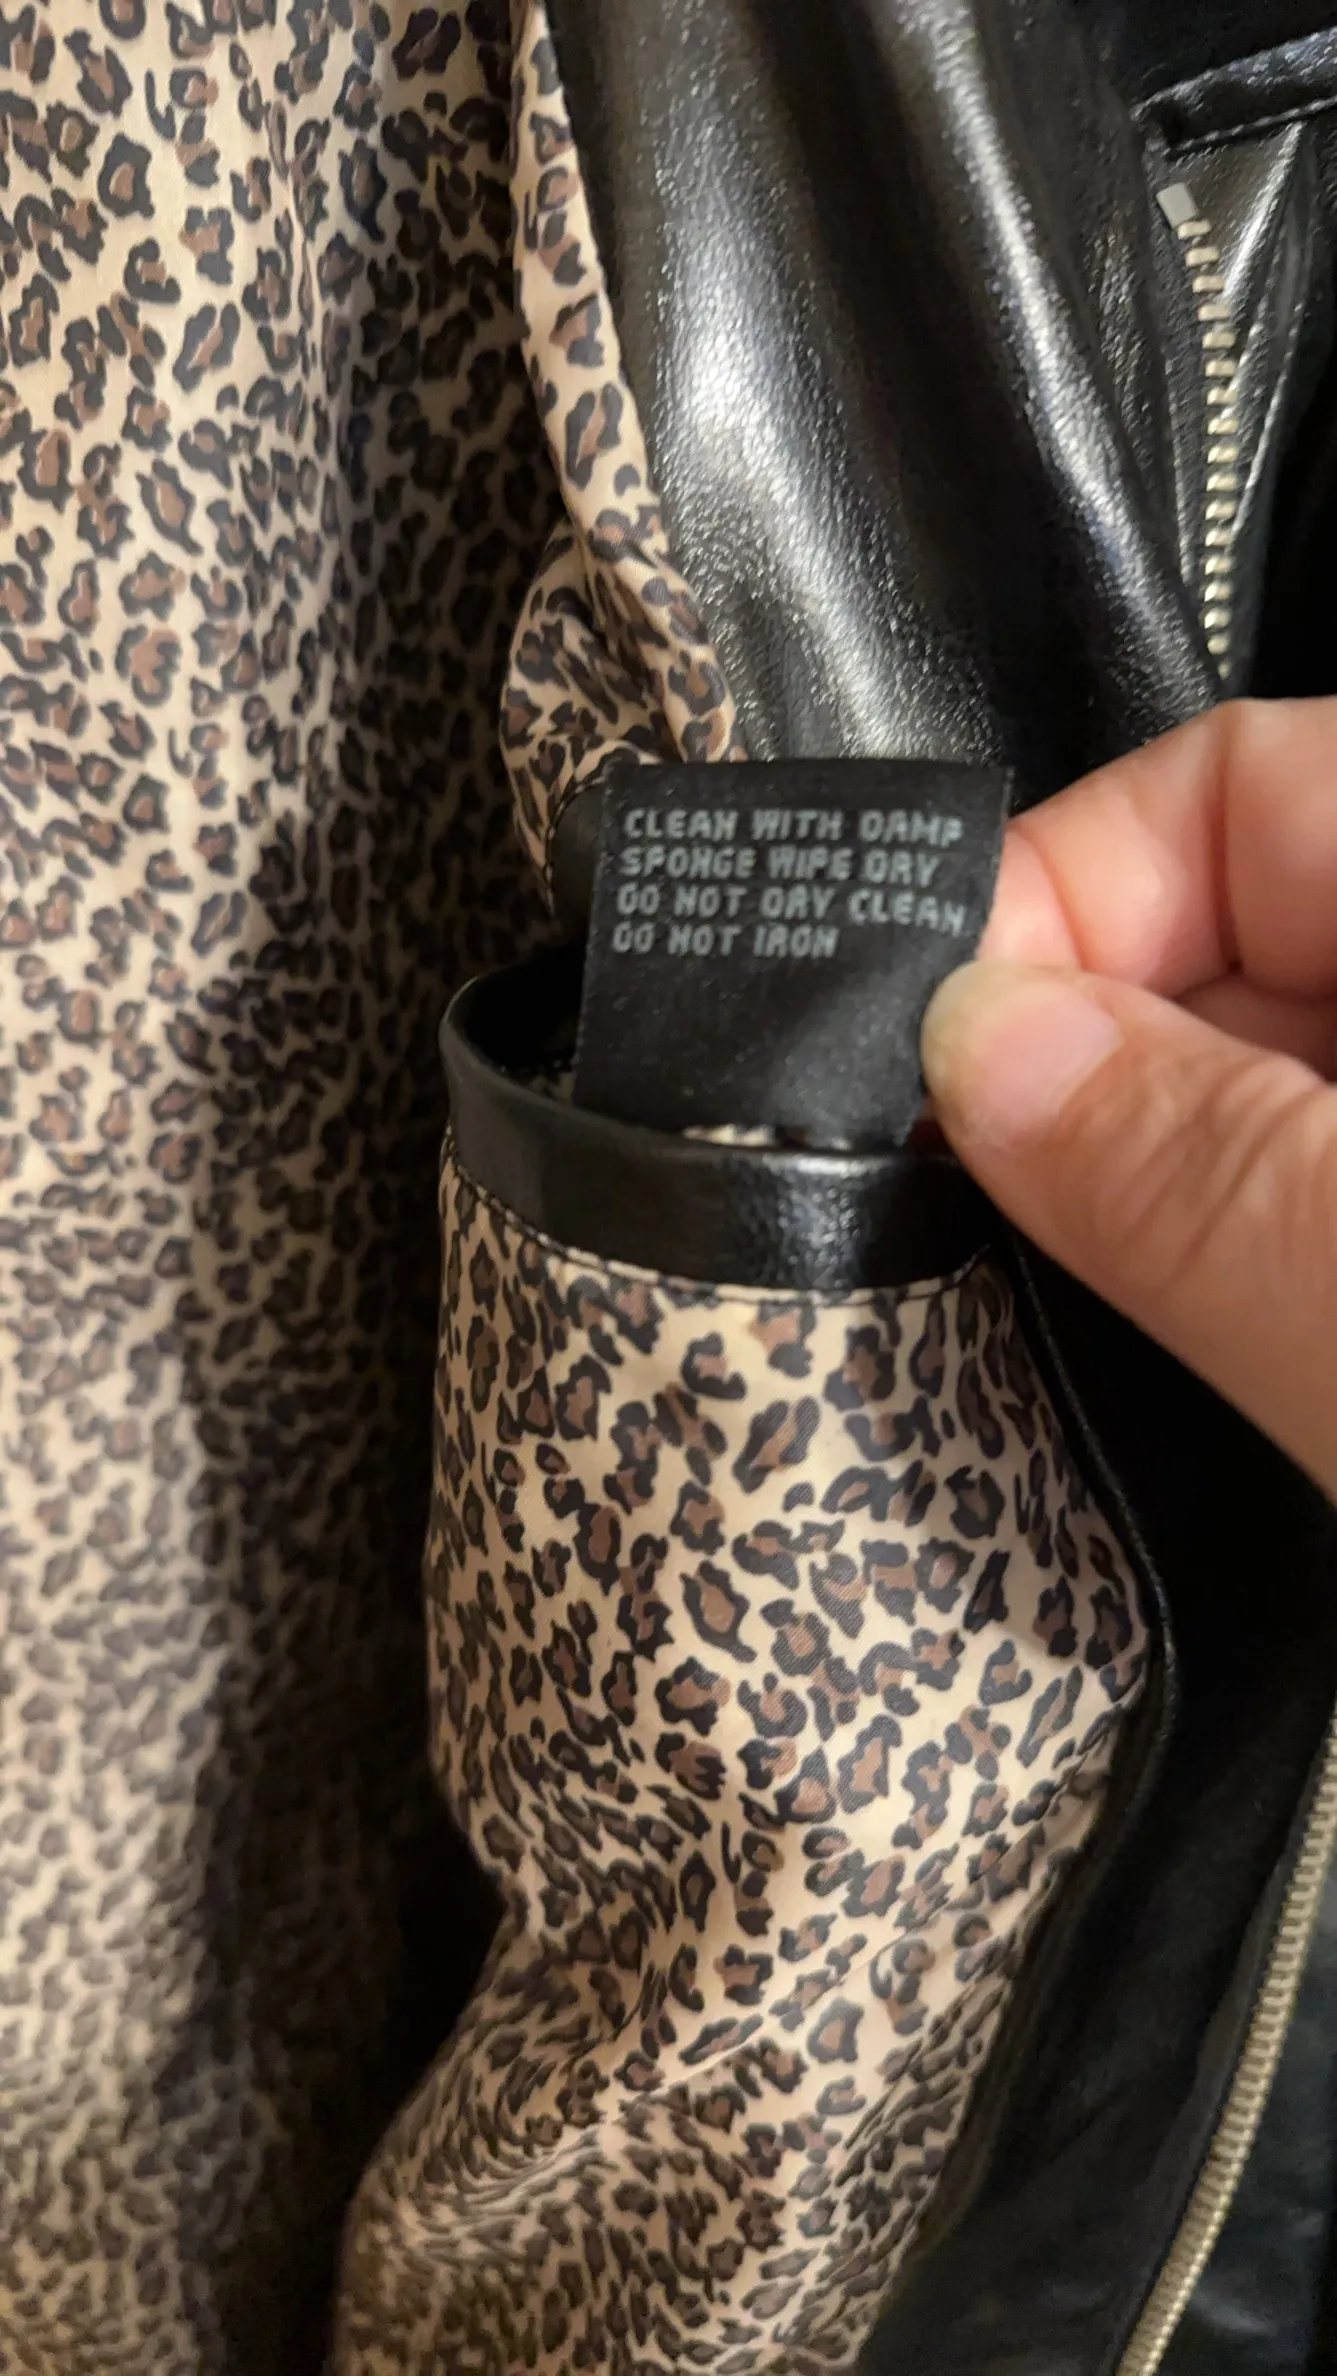 CLEAN WITH DAMP
SPONGE WIPE DRY
DO NOT DRY CLEAN
DO NOT IRON